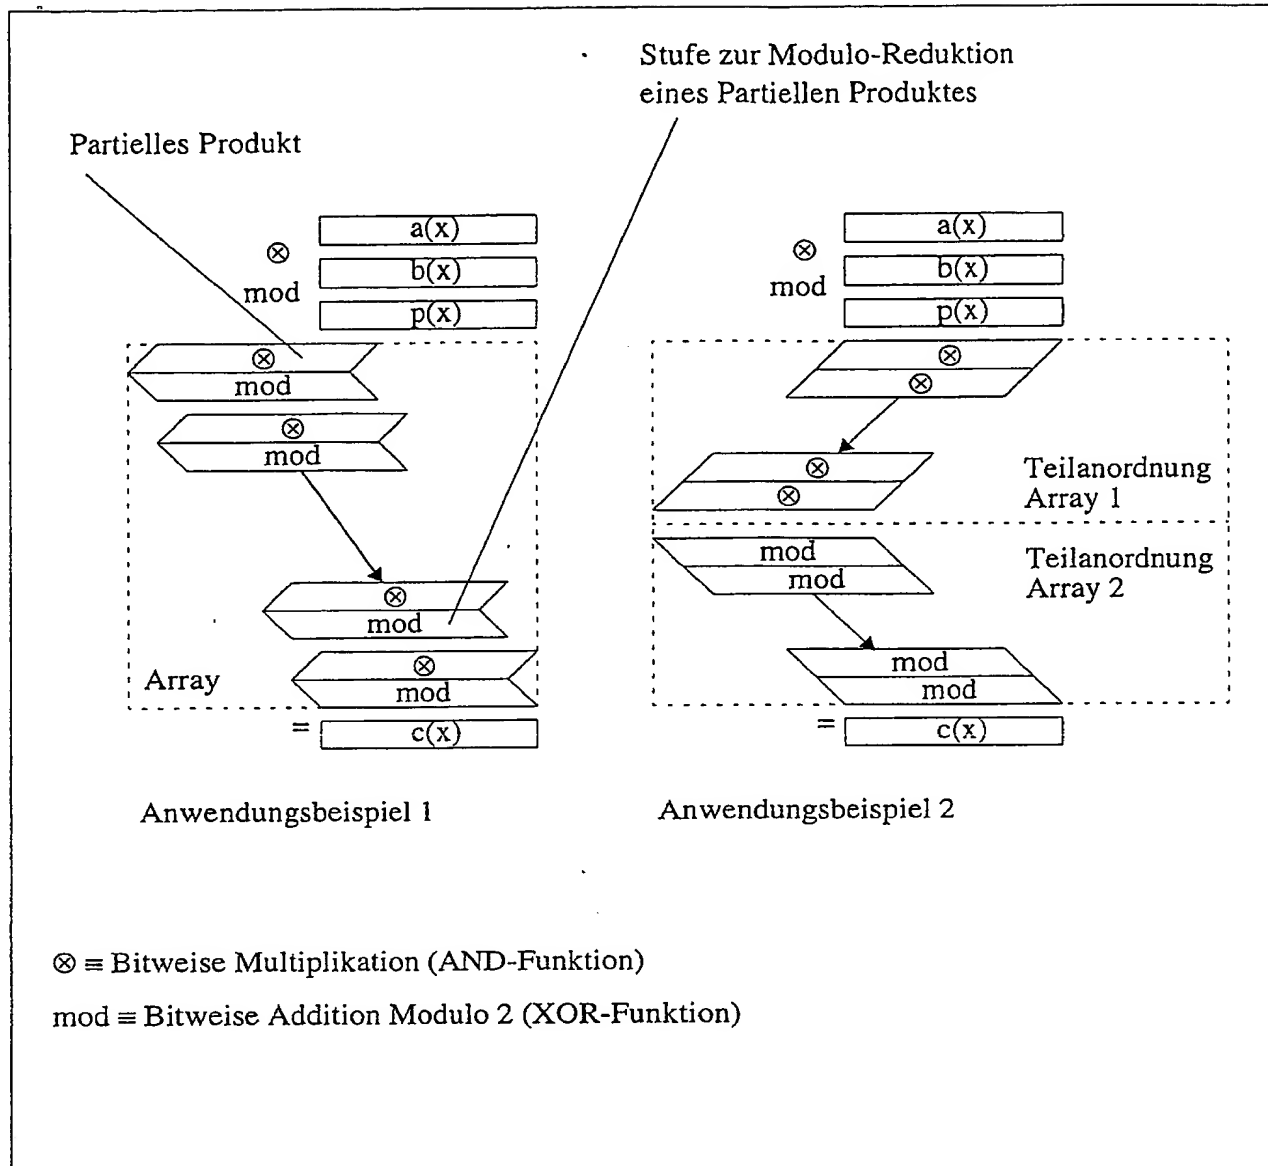 Stufe zur Modulo-Reduktion
eines Partiellen Produktes
Partielles Produkt
a(x)
⊗
b(x)
mod
p(x)
⊗
mod
⊗
mod
⊗
mod
⊗
mod
Array
= c(x)
Anwendungsbeispiel 1
a(x)
⊗
b(x)
mod
p(x)
⊗
⊗
⊗
⊗
Teilanordnung
Array 1
mod
mod
Teilanordnung
Array 2
mod
mod
= c(x)
Anwendungsbeispiel 2
⊗ ≡ Bitweise Multiplikation (AND-Funktion)
mod ≡ Bitweise Addition Modulo 2 (XOR-Funktion)